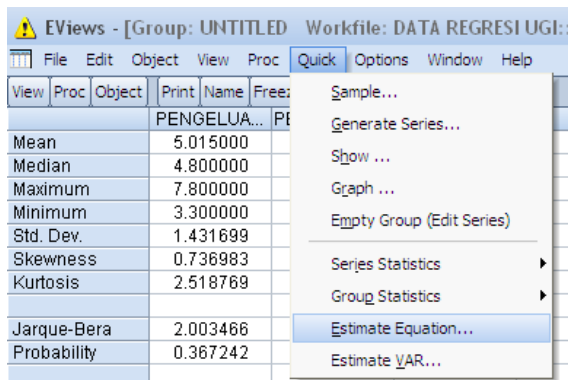 EViews - [Group: UNTITLED Workfile: DATA REGRESI UGI::
File Edit Object View Proc Quick Options Window Help
View Proc Object Print Name Freez
PENGELUA... PE
Mean 5.015000
Median 4.800000
Maximum 7.800000
Minimum 3.300000
Std. Dev. 1.431699
Skewness 0.736983
Kurtosis 2.518769
Jarque-Bera 2.003466
Probability 0.367242
Sample...
Generate Series...
Show ...
Graph ...
Empty Group (Edit Series)
Series Statistics
Group Statistics
Estimate Equation...
Estimate VAR...